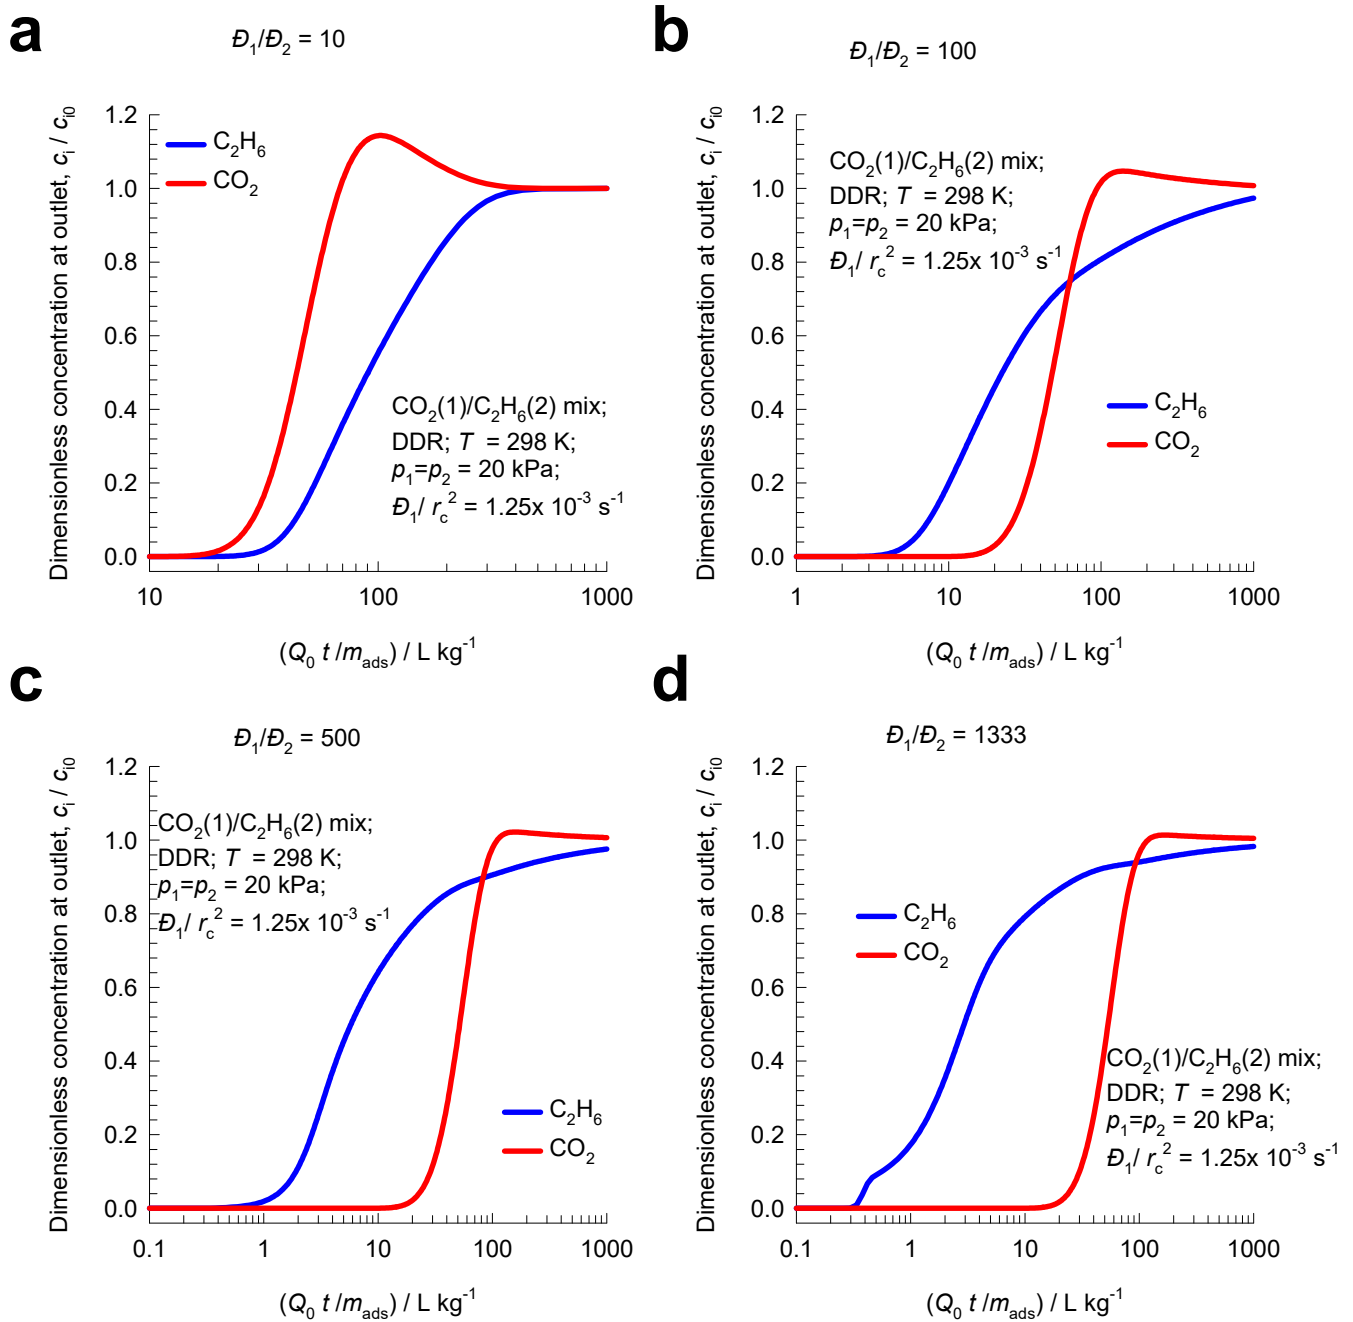 a
Đ₁/Đ₂ = 10
Dimensionless concentration at outlet, cᵢ / cᵢ₀
1.2
1.0
0.8
0.6
0.4
0.2
0.0
C₂H₆
CO₂
CO₂(1)/C₂H₆(2) mix;
DDR; T = 298 K;
p₁=p₂ = 20 kPa;
Đ₁/ r_c² = 1.25x 10⁻³ s⁻¹
10 100 1000
(Q₀ t /m_ads) / L kg⁻¹
b
Đ₁/Đ₂ = 100
Dimensionless concentration at outlet, cᵢ / cᵢ₀
1.2
1.0
0.8
0.6
0.4
0.2
0.0
CO₂(1)/C₂H₆(2) mix;
DDR; T = 298 K;
p₁=p₂ = 20 kPa;
Đ₁/ r_c² = 1.25x 10⁻³ s⁻¹
C₂H₆
CO₂
1 10 100 1000
(Q₀ t /m_ads) / L kg⁻¹
c
Đ₁/Đ₂ = 500
Dimensionless concentration at outlet, cᵢ / cᵢ₀
1.2
1.0
0.8
0.6
0.4
0.2
0.0
CO₂(1)/C₂H₆(2) mix;
DDR; T = 298 K;
p₁=p₂ = 20 kPa;
Đ₁/ r_c² = 1.25x 10⁻³ s⁻¹
C₂H₆
CO₂
0.1 1 10 100 1000
(Q₀ t /m_ads) / L kg⁻¹
d
Đ₁/Đ₂ = 1333
Dimensionless concentration at outlet, cᵢ / cᵢ₀
1.2
1.0
0.8
0.6
0.4
0.2
0.0
C₂H₆
CO₂
CO₂(1)/C₂H₆(2) mix;
DDR; T = 298 K;
p₁=p₂ = 20 kPa;
Đ₁/ r_c² = 1.25x 10⁻³ s⁻¹
0.1 1 10 100 1000
(Q₀ t /m_ads) / L kg⁻¹